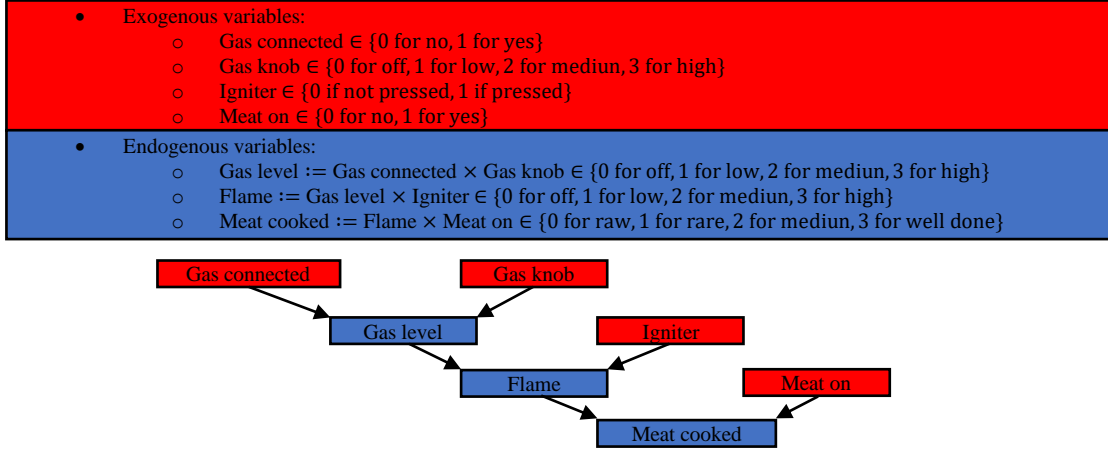 • Exogenous variables:
○ Gas connected ∈ {0 for no, 1 for yes}
○ Gas knob ∈ {0 for off, 1 for low, 2 for mediun, 3 for high}
○ Igniter ∈ {0 if not pressed, 1 if pressed}
○ Meat on ∈ {0 for no, 1 for yes}
• Endogenous variables:
○ Gas level := Gas connected × Gas knob ∈ {0 for off, 1 for low, 2 for mediun, 3 for high}
○ Flame := Gas level × Igniter ∈ {0 for off, 1 for low, 2 for mediun, 3 for high}
○ Meat cooked := Flame × Meat on ∈ {0 for raw, 1 for rare, 2 for mediun, 3 for well done}
Gas connected
Gas knob
Gas level
Igniter
Flame
Meat on
Meat cooked